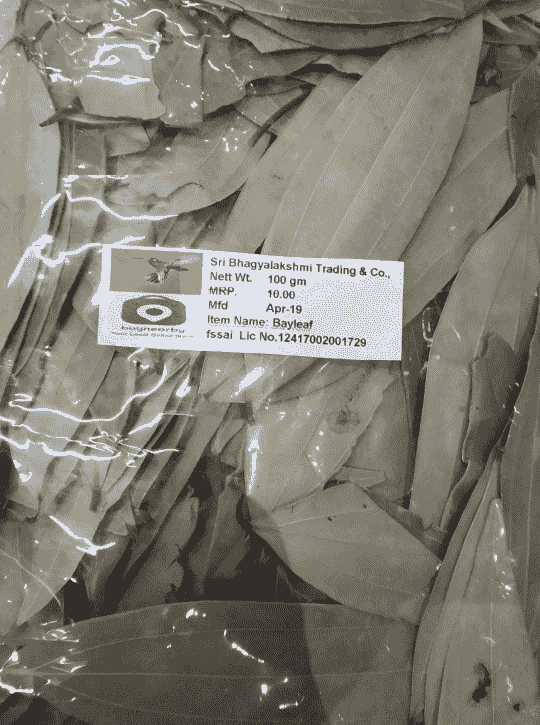 Sri Bhagyalakshmi Trading & Co.,
Nett Wt. 100 gm
MRP. 10.00
Mfd Apr-19
Item Name: Bayleaf
fssai Lic No.12417002001729
buynearby